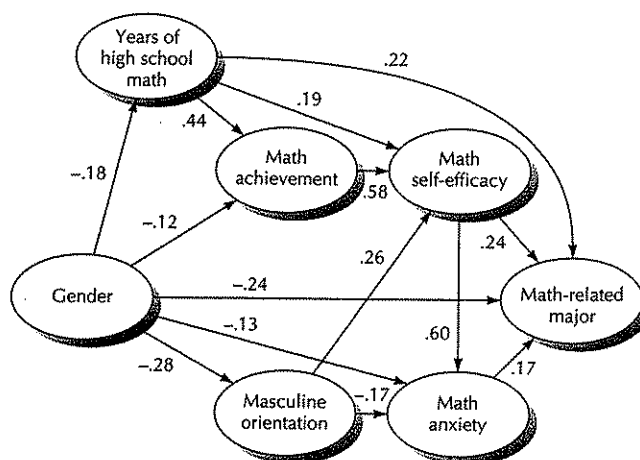 Years of
high school
math
.22
.19
.44
Math
achievement
Math
self-efficacy
–.18
.58
–.12
.26
.24
Gender
–.24
Math-related
major
–.13
.60
–.28
.17
Masculine
orientation
–.17
Math
anxiety